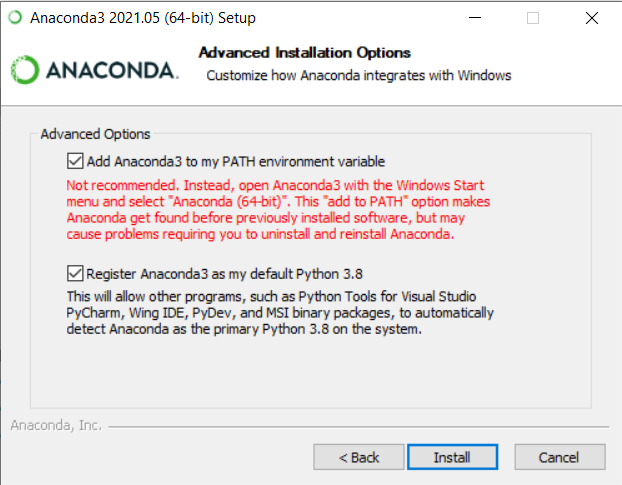 Anaconda3 2021.05 (64-bit) Setup
ANACONDA.
Advanced Installation Options
Customize how Anaconda integrates with Windows
Advanced Options
Add Anaconda3 to my PATH environment variable
Not recommended. Instead, open Anaconda3 with the Windows Start
menu and select "Anaconda (64-bit)". This "add to PATH" option makes
Anaconda get found before previously installed software, but may
cause problems requiring you to uninstall and reinstall Anaconda.
Register Anaconda3 as my default Python 3.8
This will allow other programs, such as Python Tools for Visual Studio
PyCharm, Wing IDE, PyDev, and MSI binary packages, to automatically
detect Anaconda as the primary Python 3.8 on the system.
Anaconda, Inc.
< Back
Install
Cancel